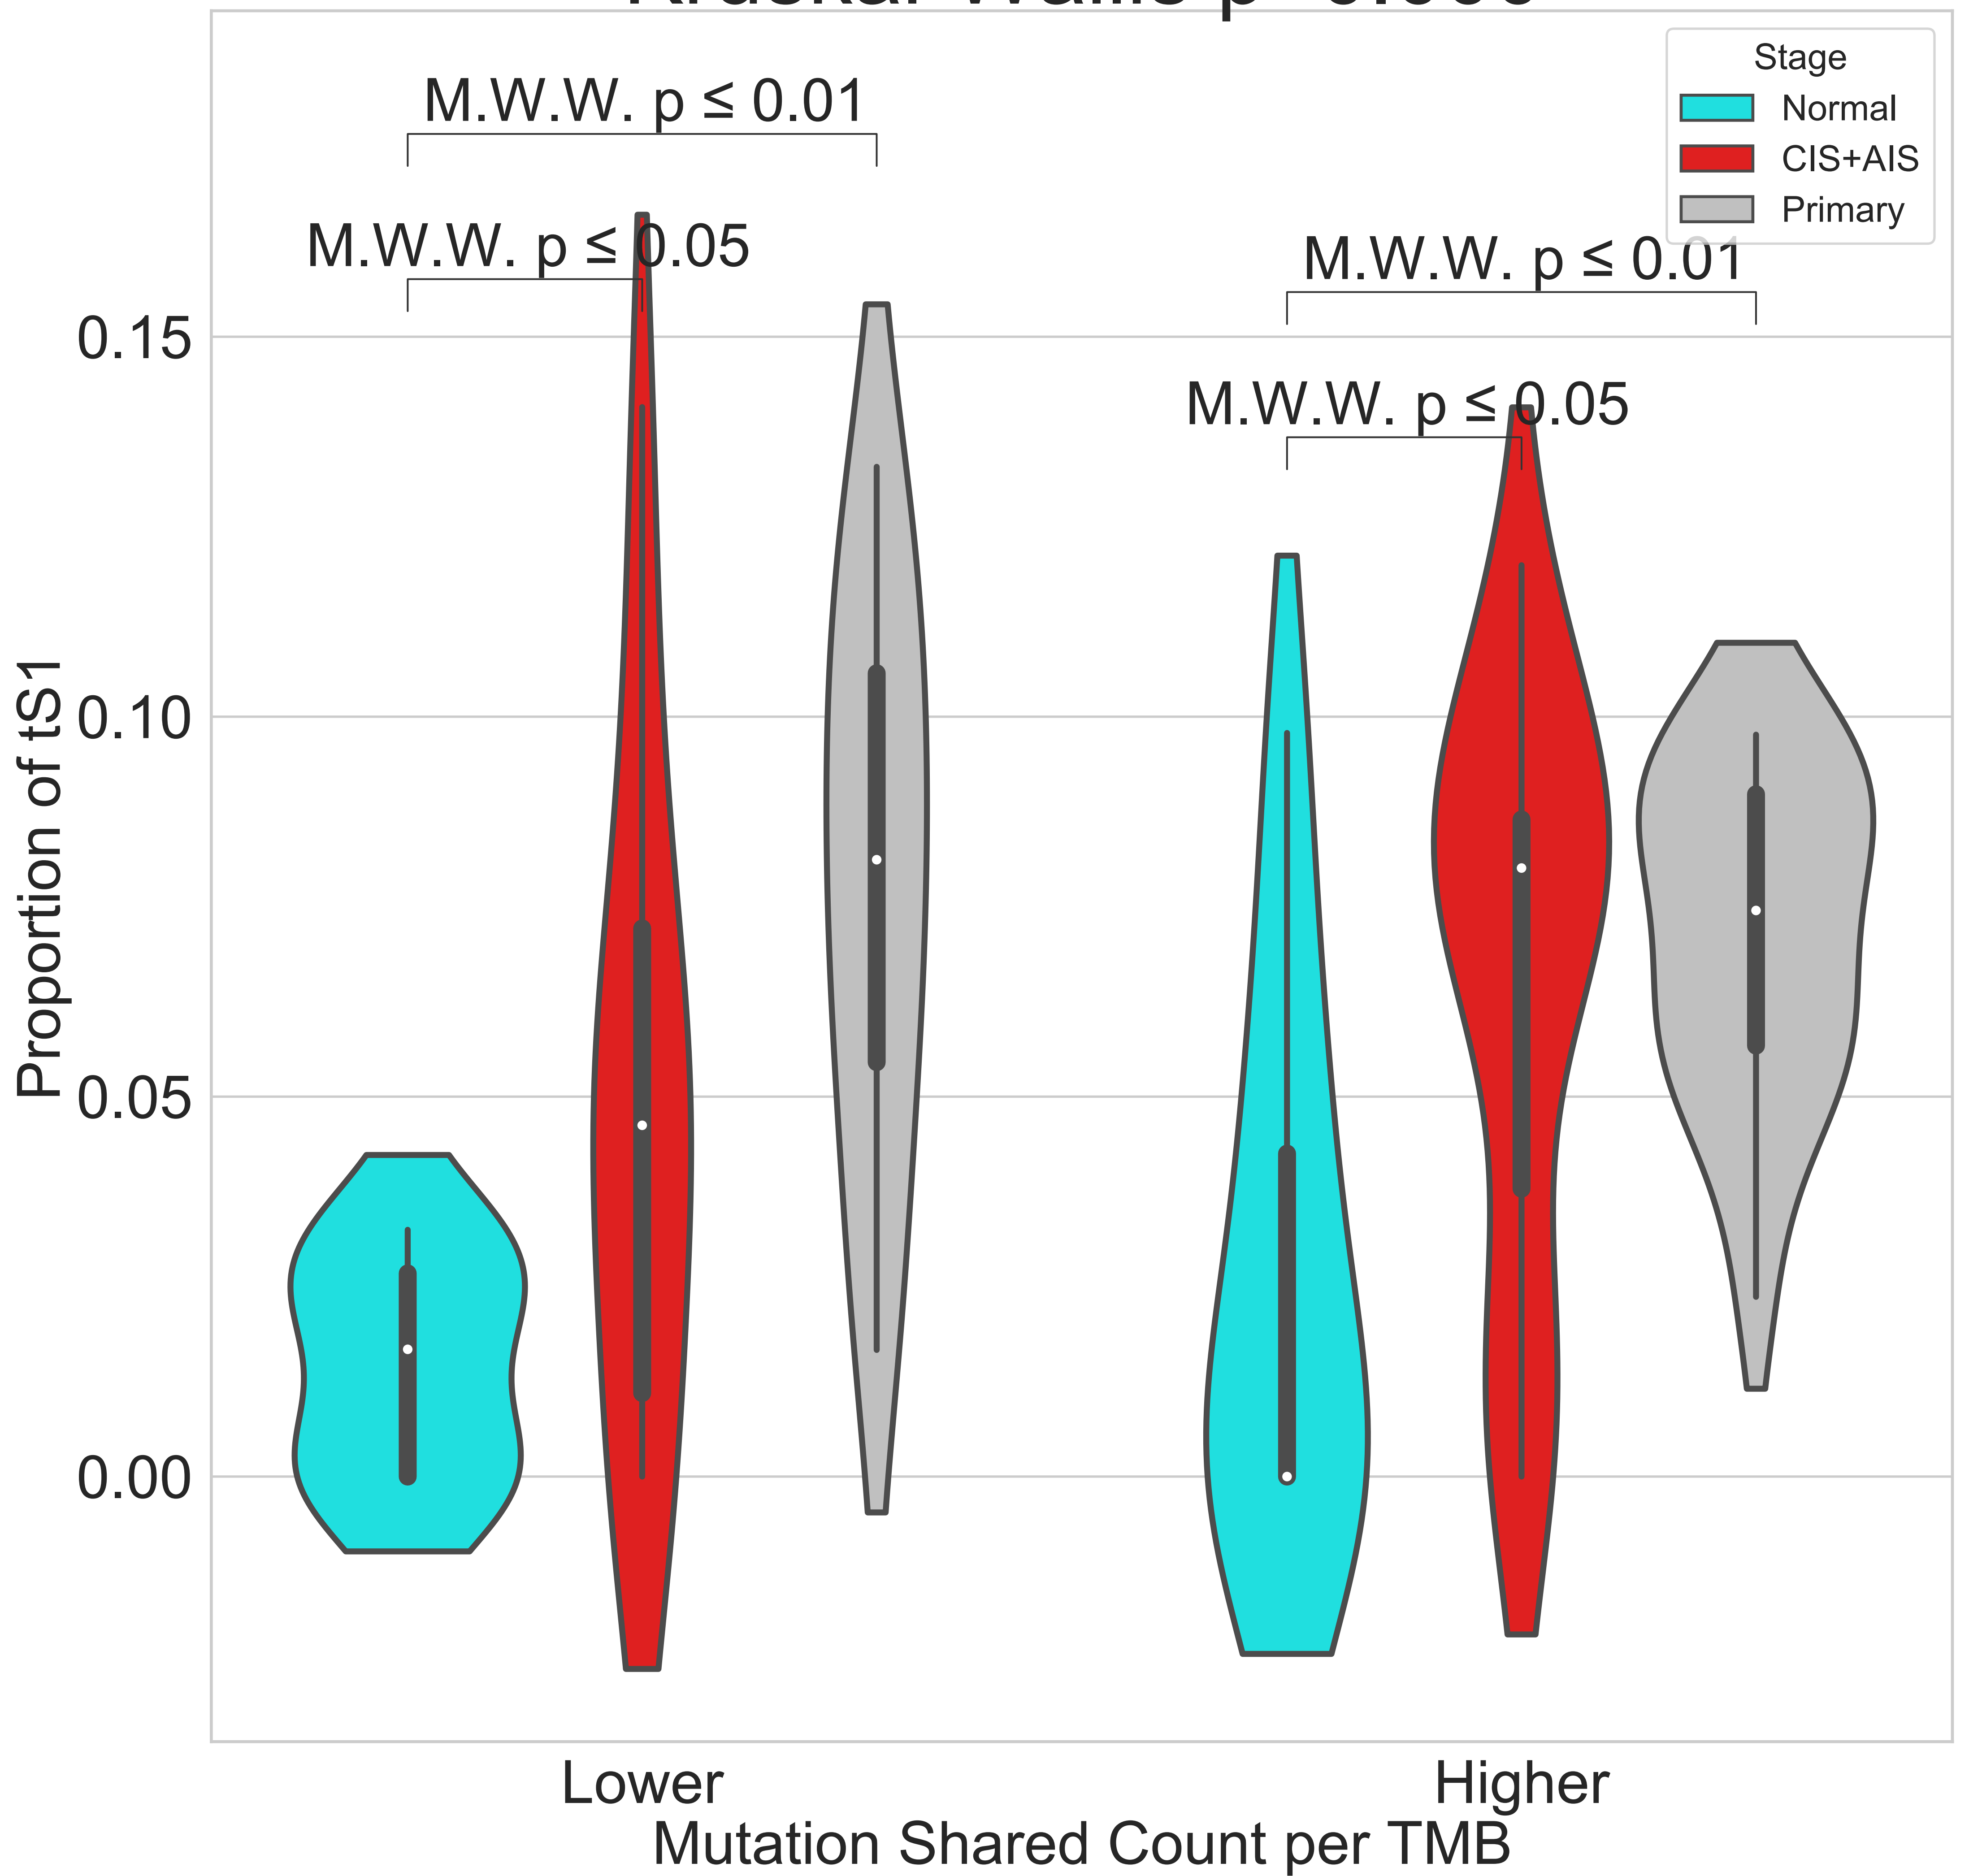 Stage
Normal
CIS+AIS
Primary
M.W.W. p ≤ 0.01
M.W.W. p ≤ 0.05
M.W.W. p ≤ 0.01
M.W.W. p ≤ 0.05
0.15
0.10
0.05
0.00
Proportion of tS1
Lower
Higher
Mutation Shared Count per TMB